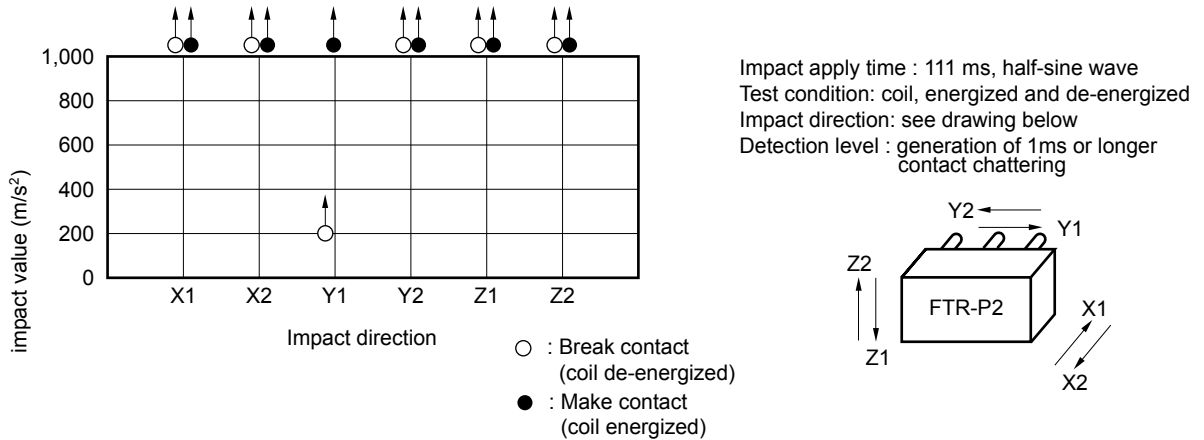 1,000
800
600
400
200
0
impact value (m/s²)
X1 X2 Y1 Y2 Z1 Z2
Impact direction
: Break contact
(coil de-energized)
: Make contact
(coil energized)
Impact apply time : 111 ms, half-sine wave
Test condition: coil, energized and de-energized
Impact direction: see drawing below
Detection level : generation of 1ms or longer
contact chattering
Y2
Y1
Z2
FTR-P2
X1
Z1
X2